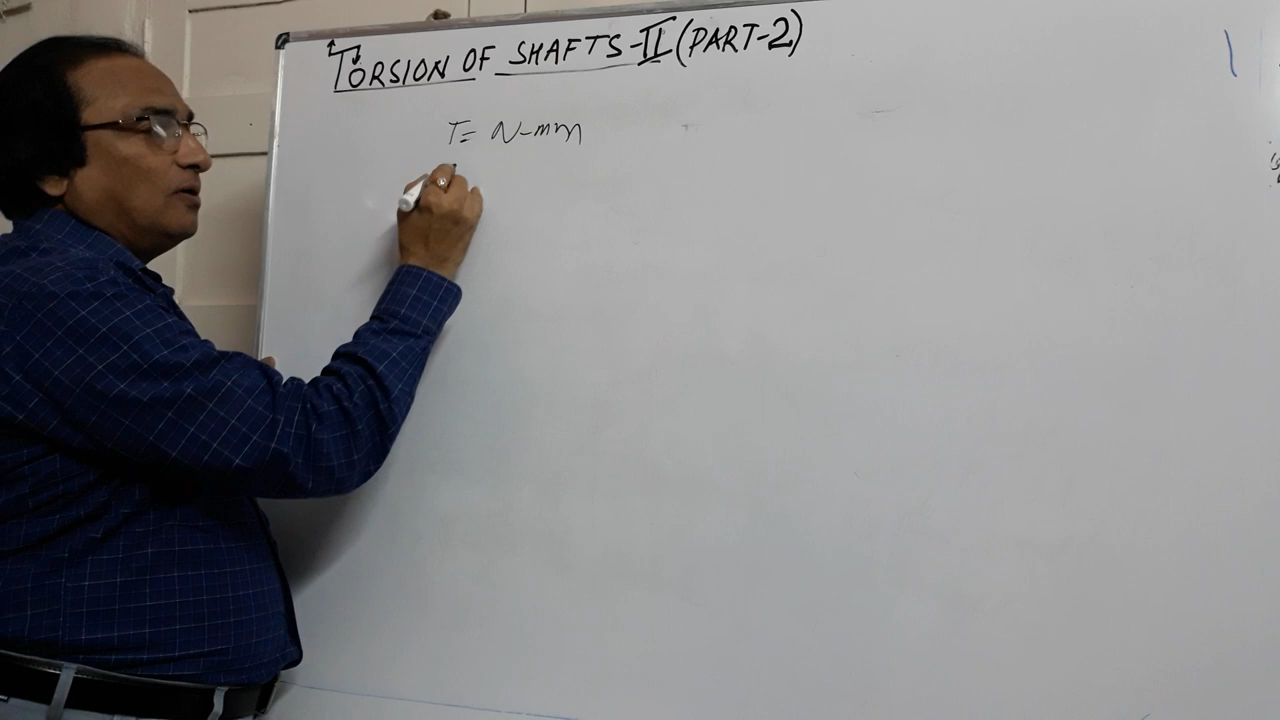 TORSION OF SHAFTS-II (PART-2)
T= N-mm